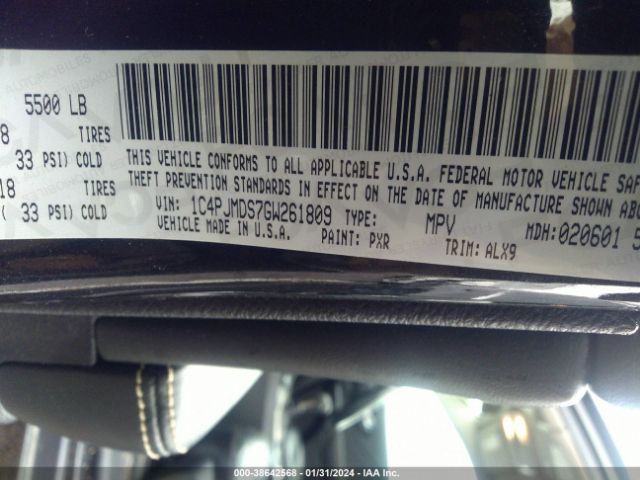 5500 LB
8 TIRES
33 PSI) COLD
18 TIRES
( 33 PSI) COLD
THIS VEHICLE CONFORMS TO ALL APPLICABLE U.S.A. FEDERAL MOTOR VEHICLE SAF
THEFT PREVENTION STANDARDS IN EFFECT ON THE DATE OF MANUFACTURE SHOWN ABO
VIN: 1C4PJMDS7GW261809 TYPE: MPV MDH:020601 5
VEHICLE MADE IN U.S.A. PAINT: PXR TRIM: ALX9
000-38642568 - 01/31/2024 - IAA Inc.